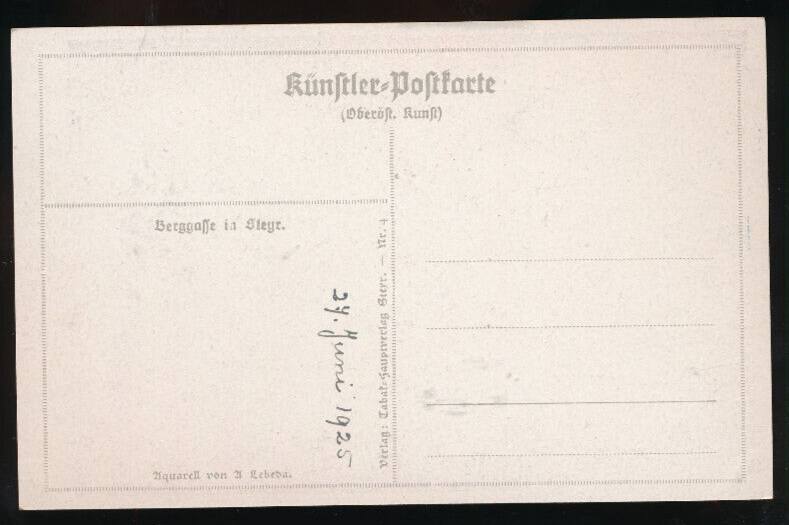 Künstler-Postkarte
(Oberöst. Kunst)
Berggasse in Steyr.
Aquarell von A Lebeda.
24. Juni 1925
Verlag: Tabak-Hauptverlag Steyr. — Nr. 4